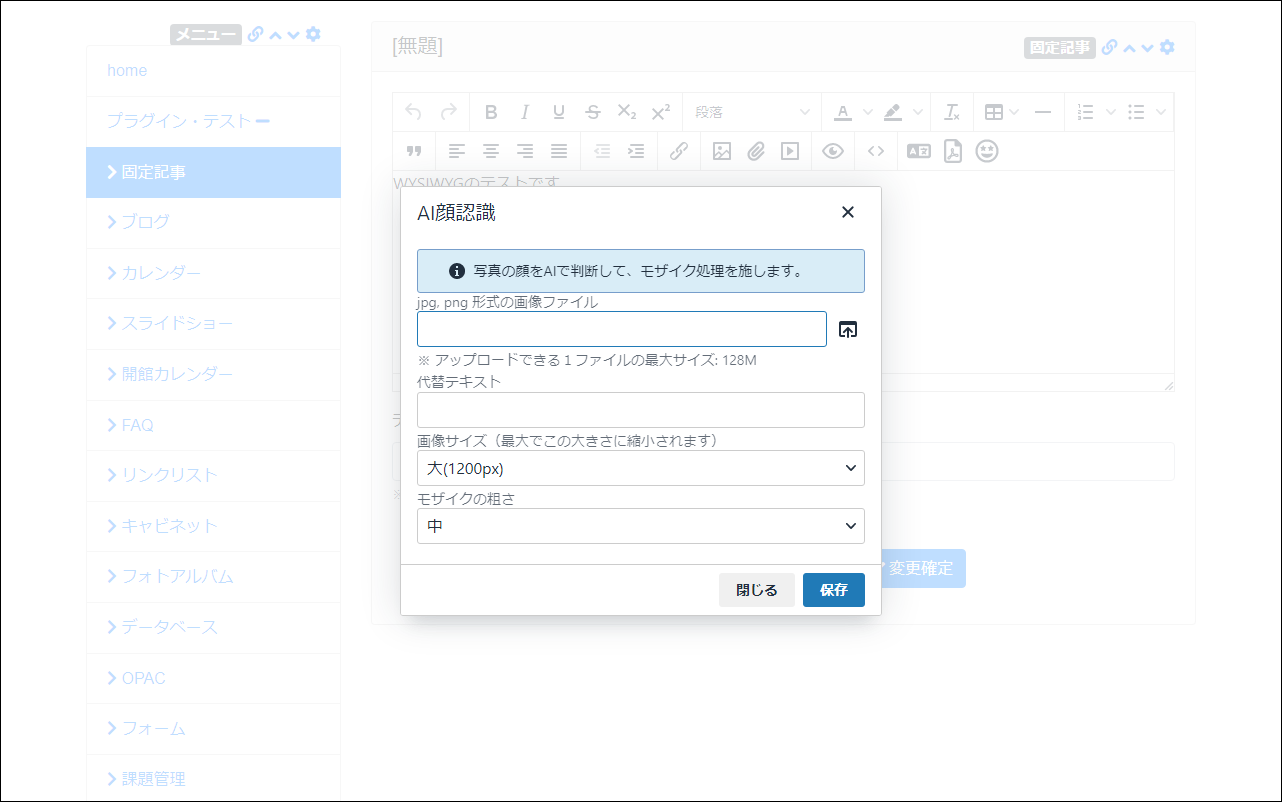 メニュー
home
プラグイン・テスト
固定記事
ブログ
カレンダー
スライドショー
開館カレンダー
FAQ
リンクリスト
キャビネット
フォトアルバム
データベース
OPAC
フォーム
課題管理
[無題]
固定記事
段落
WYSIWYGのテストです
AI顔認識
写真の顔をAIで判断して、モザイク処理を施します。
jpg, png 形式の画像ファイル
※ アップロードできる１ファイルの最大サイズ: 128M
代替テキスト
画像サイズ（最大でこの大きさに縮小されます）
大(1200px)
モザイクの粗さ
中
閉じる
保存
変更確定